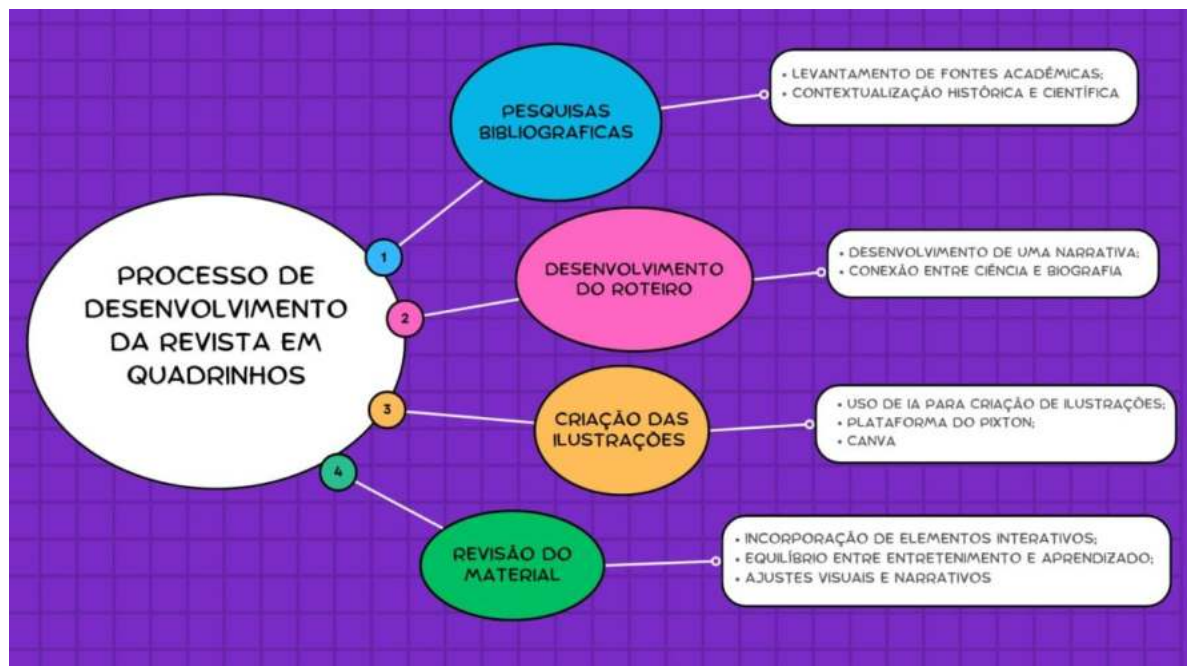 PROCESSO DE
DESENVOLVIMENTO
DA REVISTA EM
QUADRINHOS
1
PESQUISAS
BIBLIOGRAFICAS
• LEVANTAMENTO DE FONTES ACADÊMICAS;
• CONTEXTUALIZAÇÃO HISTÓRICA E CIENTÍFICA
2
DESENVOLVIMENTO
DO ROTEIRO
• DESENVOLVIMENTO DE UMA NARRATIVA;
• CONEXÃO ENTRE CIÊNCIA E BIOGRAFIA
3
CRIAÇÃO DAS
ILUSTRAÇÕES
• USO DE IA PARA CRIAÇÃO DE ILUSTRAÇÕES;
• PLATAFORMA DO PIXTON;
• CANVA
4
REVISÃO DO
MATERIAL
• INCORPORAÇÃO DE ELEMENTOS INTERATIVOS;
• EQUILÍBRIO ENTRE ENTRETENIMENTO E APRENDIZADO;
• AJUSTES VISUAIS E NARRATIVOS